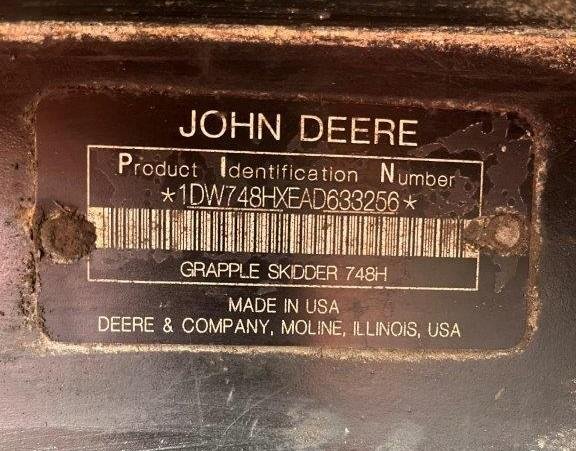 JOHN DEERE
Product Identification Number
*1DW748HXEAD633256*
GRAPPLE SKIDDER 748H
MADE IN USA
DEERE & COMPANY, MOLINE, ILLINOIS, USA